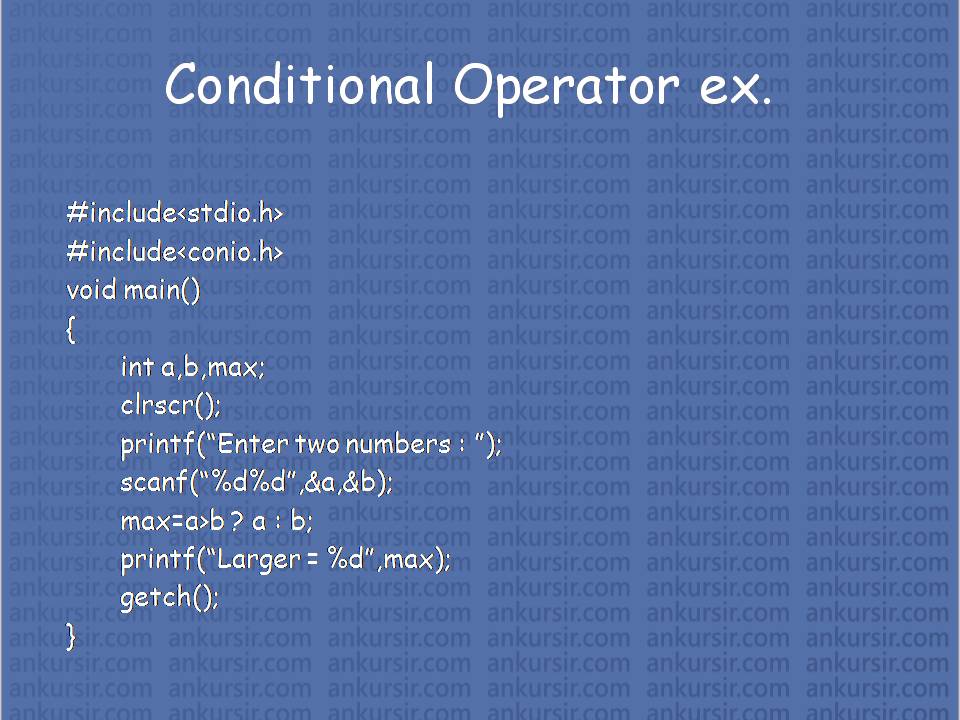 Conditional Operator ex.
#include<stdio.h>
#include<conio.h>
void main()
{
int a,b,max;
clrscr();
printf(“Enter two numbers : ”);
scanf(“%d%d”,&a,&b);
max=a>b ? a : b;
printf(“Larger = %d”,max);
getch();
}
ankursir.com